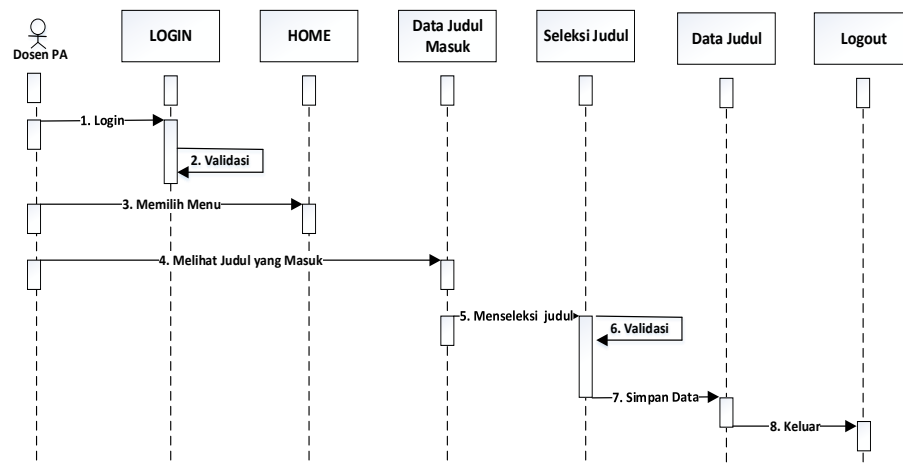 Dosen PA
LOGIN
HOME
Data Judul
Masuk
Seleksi Judul
Data Judul
Logout
1. Login
2. Validasi
3. Memilih Menu
4. Melihat Judul yang Masuk
5. Menseleksi judul
6. Validasi
7. Simpan Data
8. Keluar